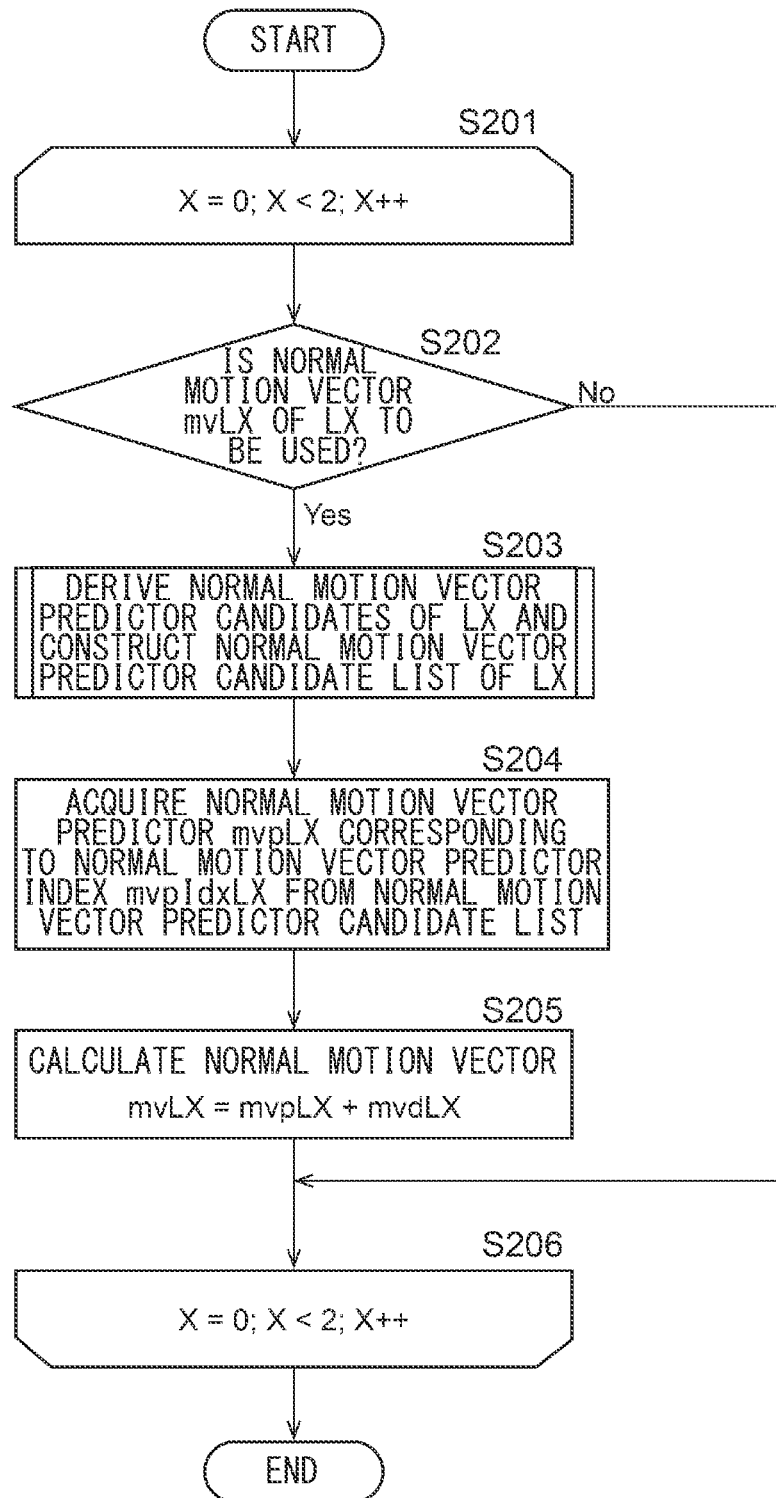 START
S201
X = 0; X < 2; X++
S202
IS NORMAL
MOTION VECTOR
mvLX OF LX TO
BE USED?
No
Yes
S203
DERIVE NORMAL MOTION VECTOR
PREDICTOR CANDIDATES OF LX AND
CONSTRUCT NORMAL MOTION VECTOR
PREDICTOR CANDIDATE LIST OF LX
S204
ACQUIRE NORMAL MOTION VECTOR
PREDICTOR mvpLX CORRESPONDING
TO NORMAL MOTION VECTOR PREDICTOR
INDEX mvpIdxLX FROM NORMAL MOTION
VECTOR PREDICTOR CANDIDATE LIST
S205
CALCULATE NORMAL MOTION VECTOR
mvLX = mvpLX + mvdLX
S206
X = 0; X < 2; X++
END